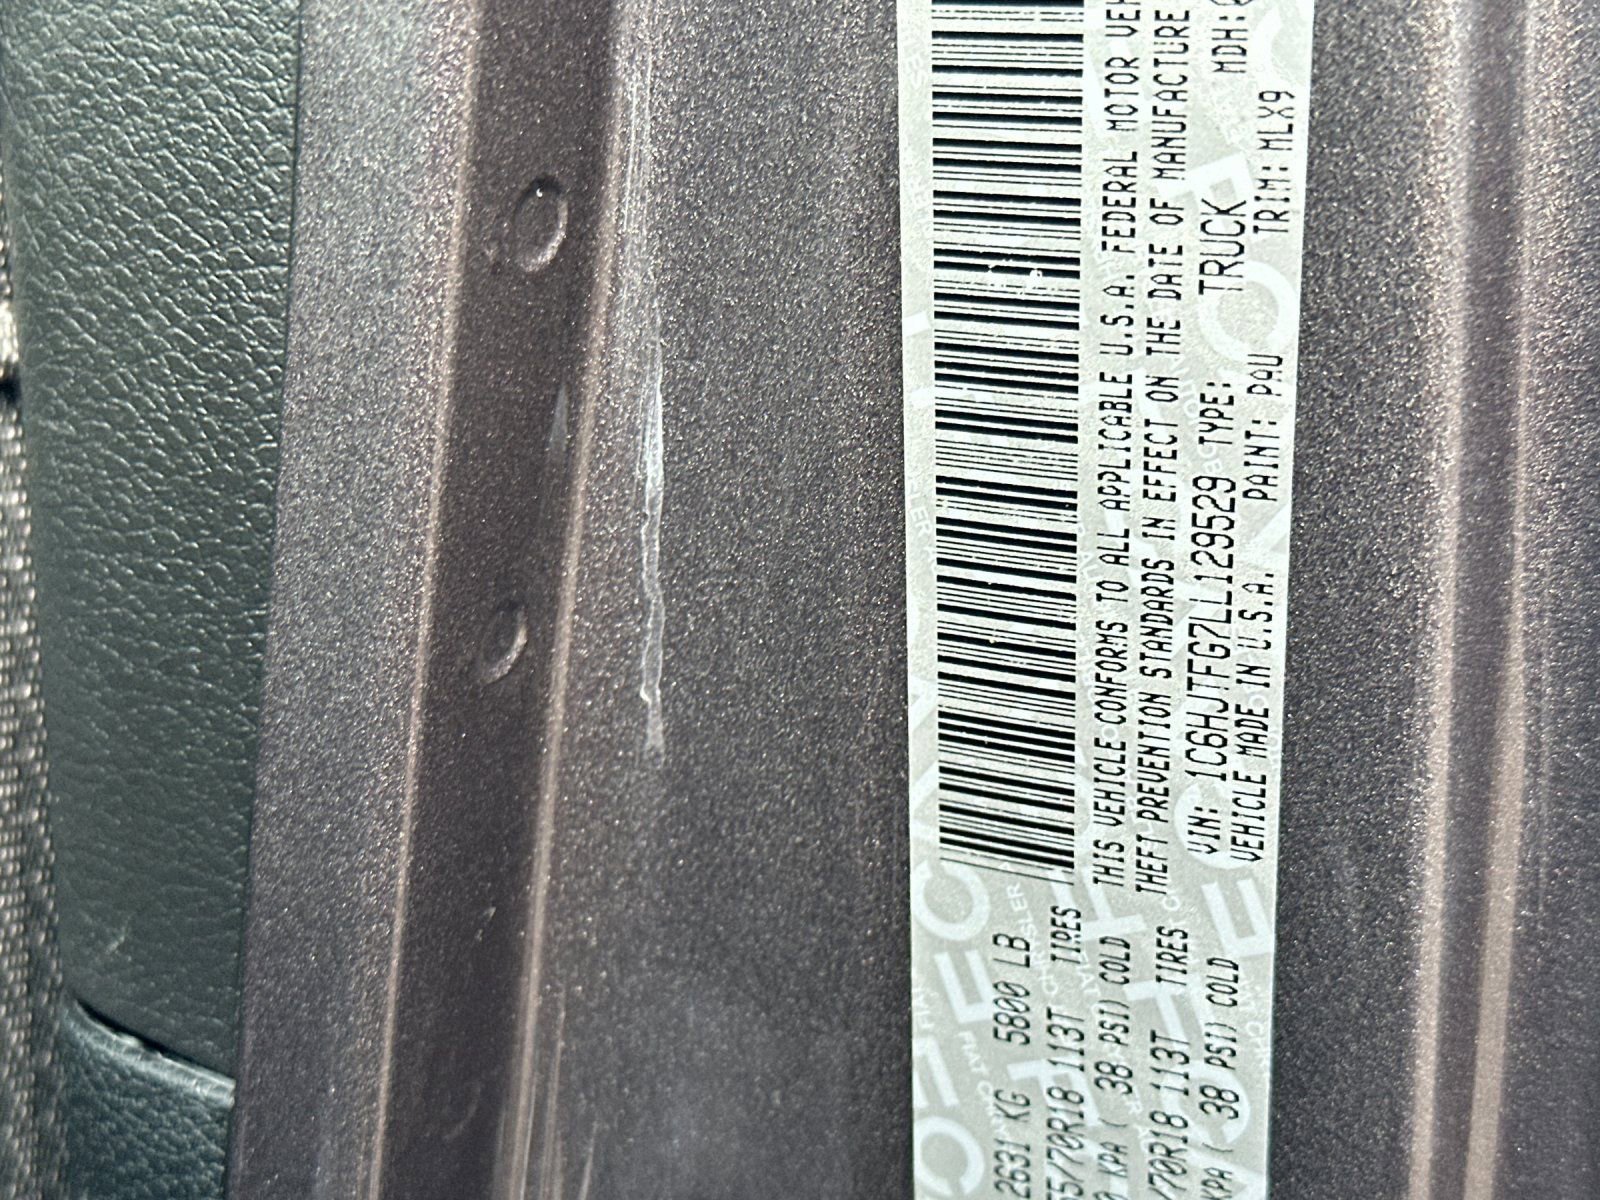 2631 KG 5800 LB
5/70R18 113T TIRES
KPA ( 38 PSI) COLD
/70R18 113T TIRES
KPA ( 38 PSI) COLD
THIS VEHICLE CONFORMS TO ALL APPLICABLE U.S.A. FEDERAL MOTOR
THEFT PREVENTION STANDARDS IN EFFECT ON THE DATE OF MANUFACTURE
VIN: 1C6HJTFG7LL129529 TYPE: TRUCK MDH:
VEHICLE MADE IN U.S.A. PAINT: PAU TRIM: MLX9